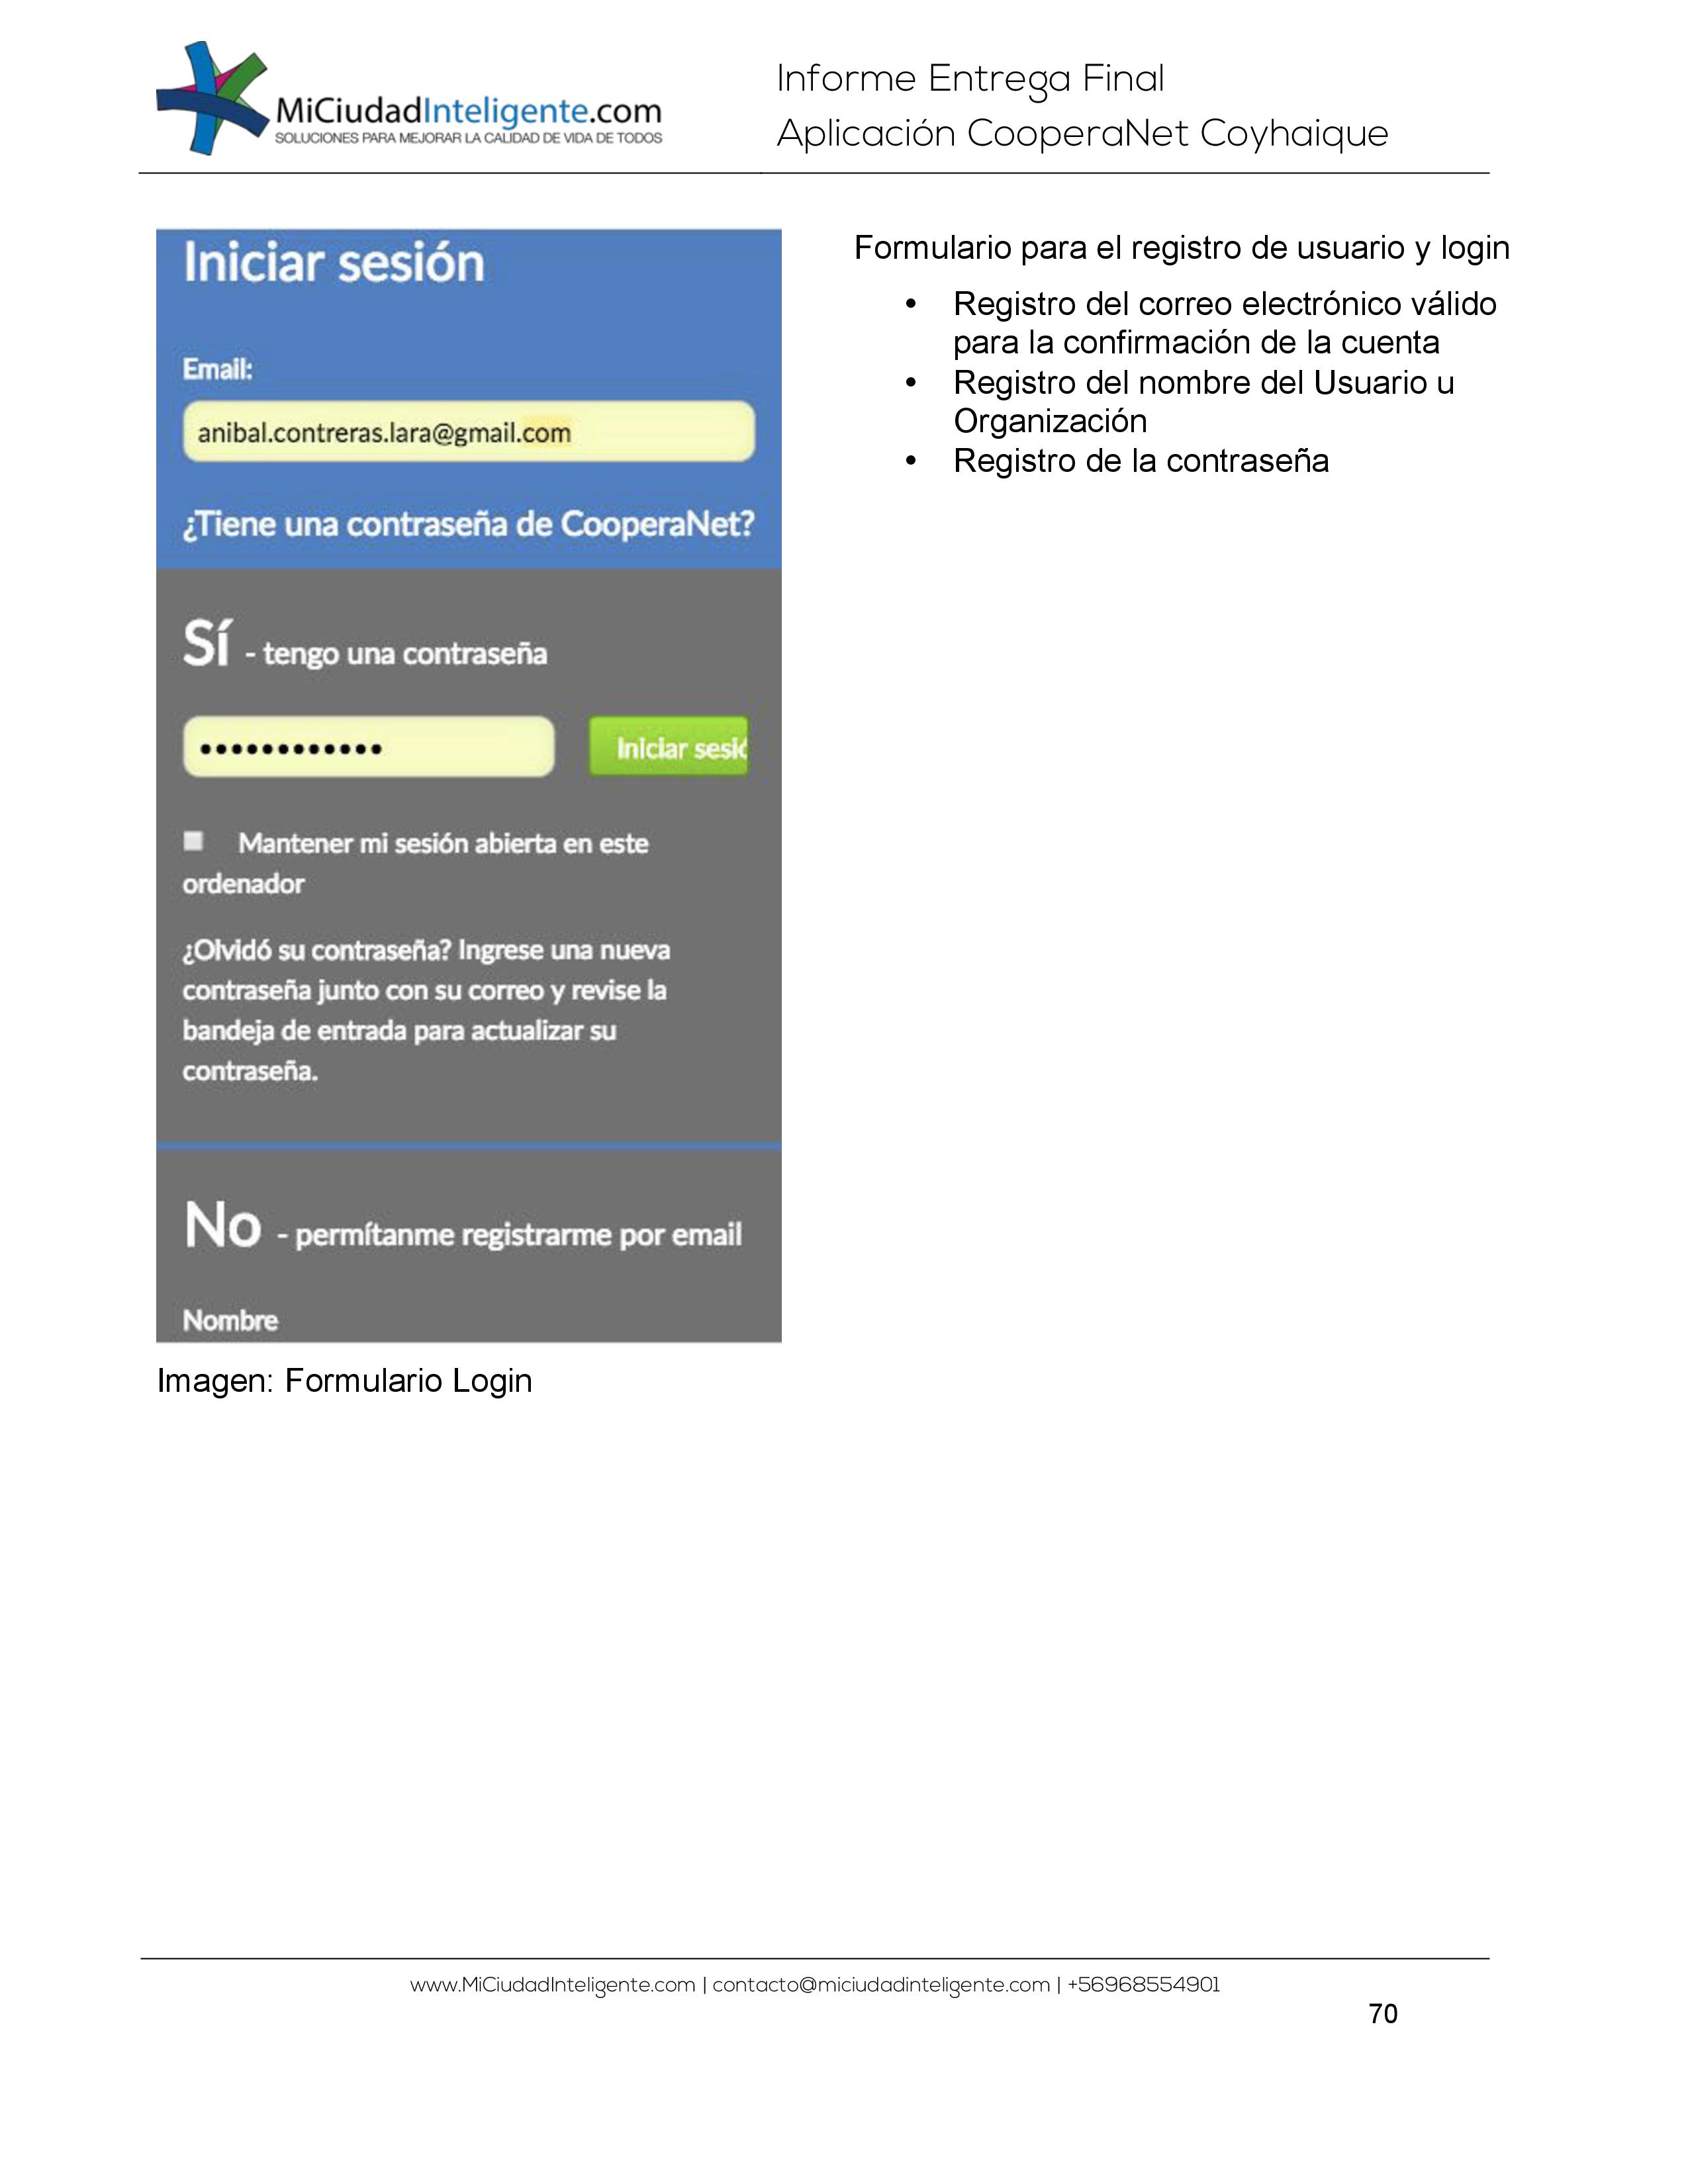 MiCiudadInteligente.com
SOLUCIONES PARA MEJORAR LA CALIDAD DE VIDA DE TODOS
Informe Entrega Final
Aplicación CooperaNet Coyhaique
Iniciar sesión
Email:
anibal.contreras.lara@gmail.com
¿Tiene una contraseña de CooperaNet?
Sí - tengo una contraseña
•••••••••••• Iniciar sesió
Mantener mi sesión abierta en este
ordenador
¿Olvidó su contraseña? Ingrese una nueva
contraseña junto con su correo y revise la
bandeja de entrada para actualizar su
contraseña.
No - permítanme registrarme por email
Nombre
Imagen: Formulario Login
Formulario para el registro de usuario y login
• Registro del correo electrónico válido
para la confirmación de la cuenta
• Registro del nombre del Usuario u
Organización
• Registro de la contraseña
www.MiCiudadInteligente.com | contacto@miciudadinteligente.com | +56968554901
70